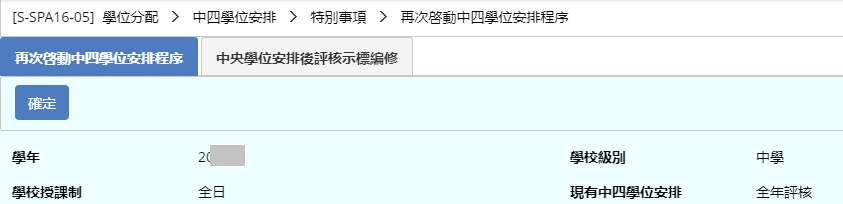 [S-SPA16-05] 學位分配 > 中四學位安排 > 特別事項 > 再次啓動中四學位安排程序
再次啓動中四學位安排程序 中央學位安排後評核示標編修
確定
學年 20 學校級別 中學
學校授課制 全日 現有中四學位安排 全年評核